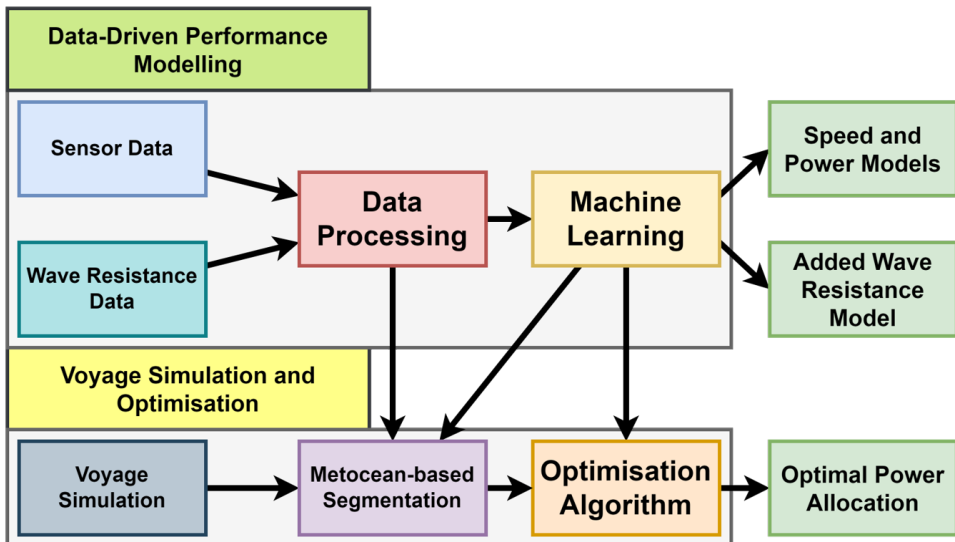 Data-Driven Performance
Modelling
Sensor Data
Wave Resistance
Data
Data
Processing
Machine
Learning
Speed and
Power Models
Added Wave
Resistance
Model
Voyage Simulation and
Optimisation
Voyage
Simulation
Metocean-based
Segmentation
Optimisation
Algorithm
Optimal Power
Allocation